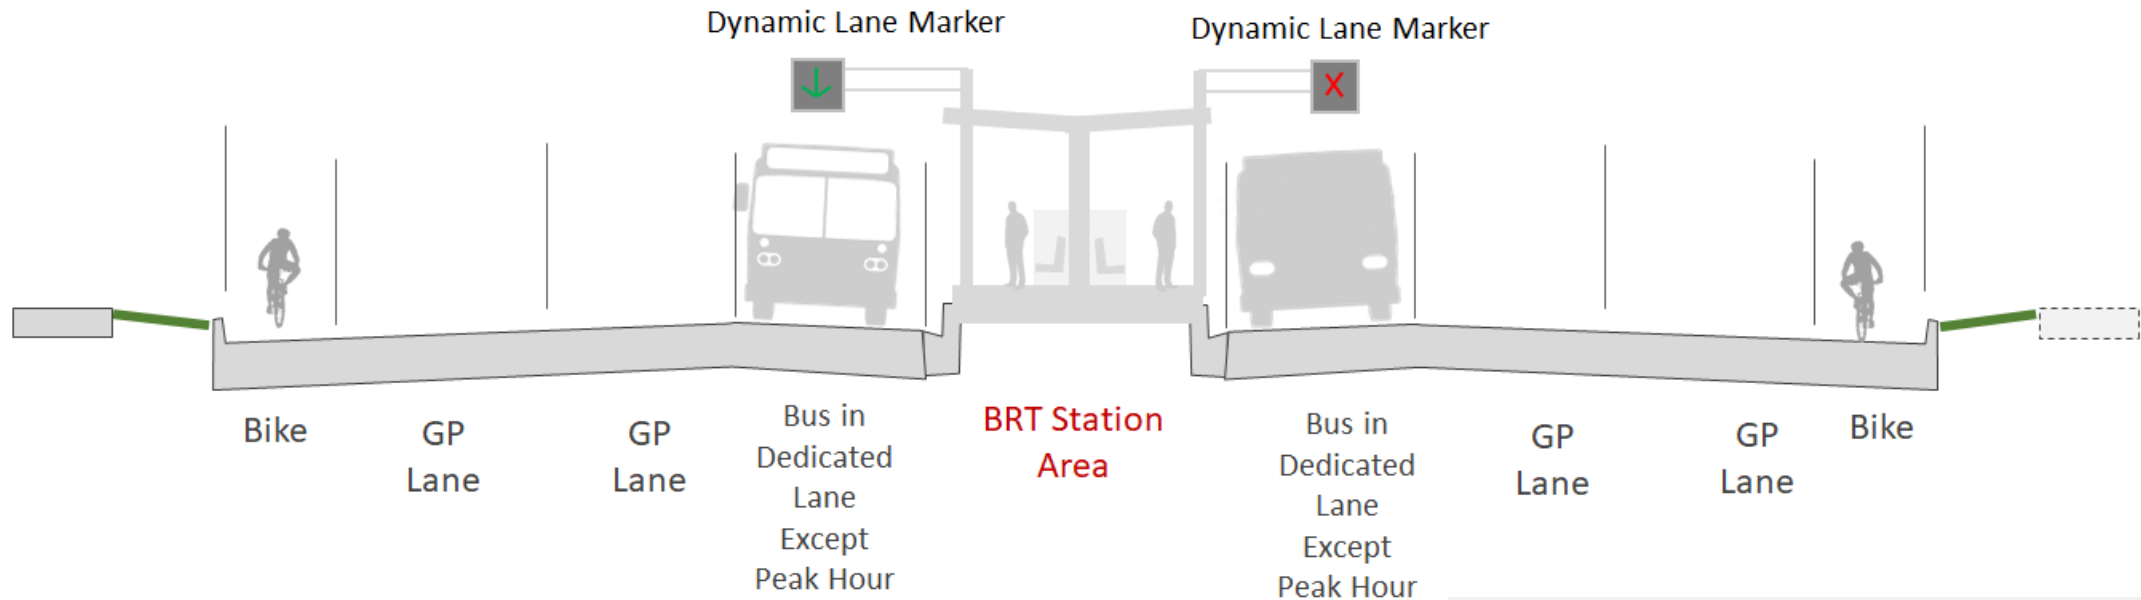 Dynamic Lane Marker
Dynamic Lane Marker
X
Bike
GP
Lane
GP
Lane
Bus in
Dedicated
Lane
Except
Peak Hour
BRT Station
Area
Bus in
Dedicated
Lane
Except
Peak Hour
GP
Lane
GP
Lane
Bike